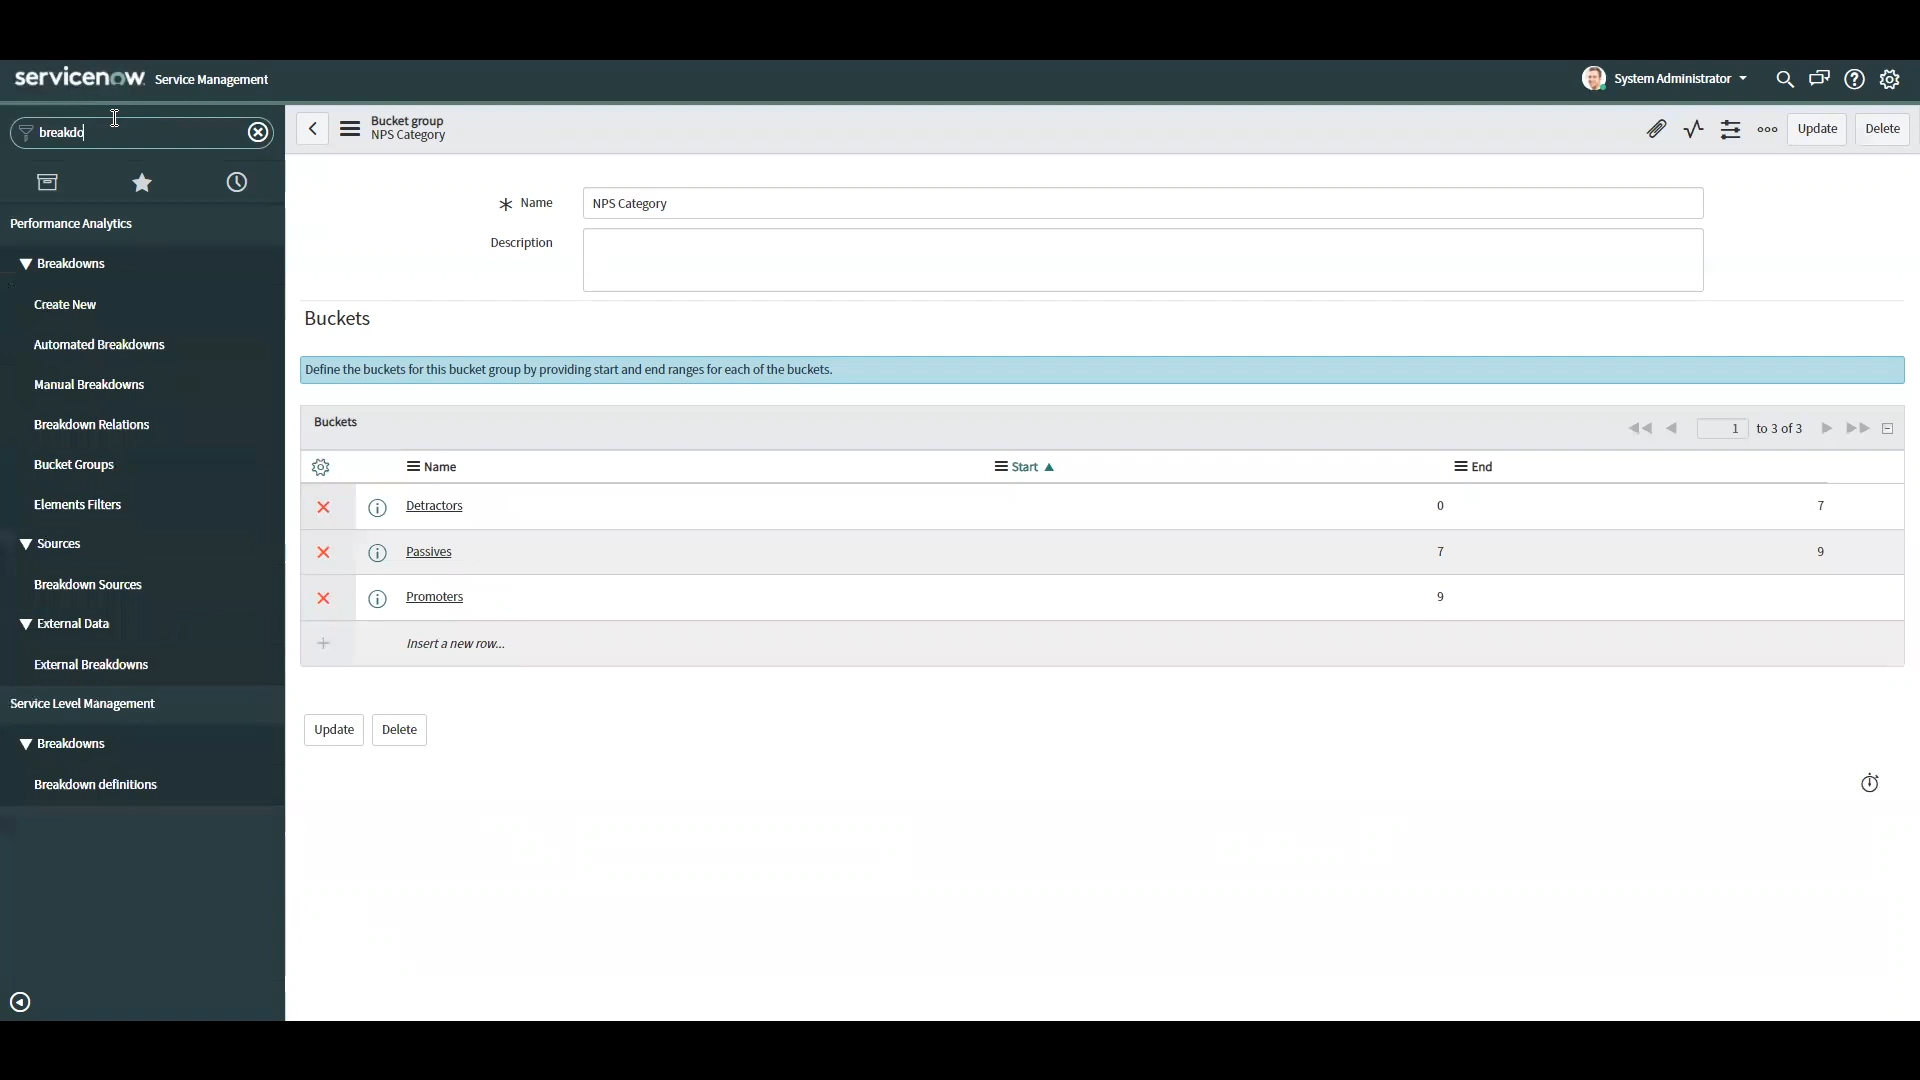 servicenow Service Management
System Administrator
breakdo
Bucket group
NPS Category
Update
Delete
Performance Analytics
Breakdowns
Create New
Automated Breakdowns
Manual Breakdowns
Breakdown Relations
Bucket Groups
Elements Filters
Sources
Breakdown Sources
External Data
External Breakdowns
Service Level Management
Breakdowns
Breakdown definitions
Name NPS Category
Description
Buckets
Define the buckets for this bucket group by providing start and end ranges for each of the buckets.
Buckets
1 to 3 of 3
Name Start End
Detractors 0 7
Passives 7 9
Promoters 9
Insert a new row...
Update Delete